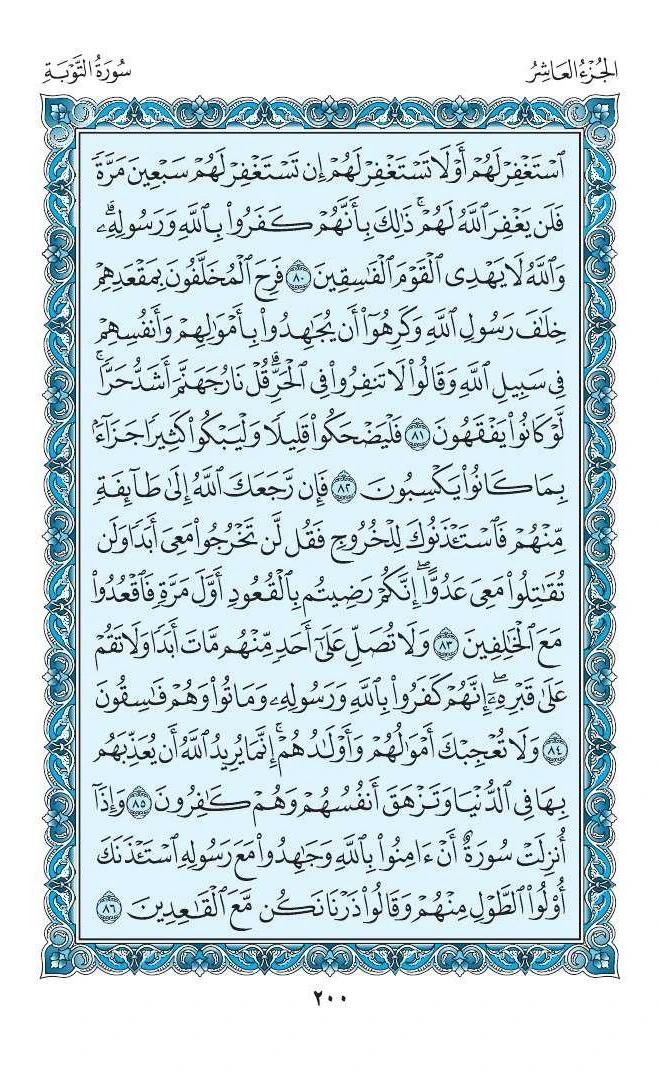 الجُزْءُ العَاشِرُ سُورَةُ التَّوْبَةِ
ٱسۡتَغۡفِرۡ لَهُمۡ أَوۡ لَا تَسۡتَغۡفِرۡ لَهُمۡ إِن تَسۡتَغۡفِرۡ لَهُمۡ سَبۡعِينَ مَرَّةٗ
فَلَن يَغۡفِرَ ٱللَّهُ لَهُمۡۚ ذَٰلِكَ بِأَنَّهُمۡ كَفَرُواْ بِٱللَّهِ وَرَسُولِهِۦۗ
وَٱللَّهُ لَا يَهۡدِي ٱلۡقَوۡمَ ٱلۡفَٰسِقِينَ ٨٠ فَرِحَ ٱلۡمُخَلَّفُونَ بِمَقۡعَدِهِمۡ
خِلَٰفَ رَسُولِ ٱللَّهِ وَكَرِهُوٓاْ أَن يُجَٰهِدُواْ بِأَمۡوَٰلِهِمۡ وَأَنفُسِهِمۡ
فِي سَبِيلِ ٱللَّهِ وَقَالُواْ لَا تَنفِرُواْ فِي ٱلۡحَرِّۗ قُلۡ نَارُ جَهَنَّمَ أَشَدُّ حَرّٗاۚ
لَّوۡ كَانُواْ يَفۡقَهُونَ ٨١ فَلۡيَضۡحَكُواْ قَلِيلٗا وَلۡيَبۡكُواْ كَثِيرٗا جَزَآءَۢ
بِمَا كَانُواْ يَكۡسِبُونَ ٨٢ فَإِن رَّجَعَكَ ٱللَّهُ إِلَىٰ طَآئِفَةٖ
مِّنۡهُمۡ فَٱسۡتَـٔۡذَنُوكَ لِلۡخُرُوجِ فَقُل لَّن تَخۡرُجُواْ مَعِيَ أَبَدٗا وَلَن
تُقَٰتِلُواْ مَعِيَ عَدُوًّاۖ إِنَّكُمۡ رَضِيتُم بِٱلۡقُعُودِ أَوَّلَ مَرَّةٖ فَٱقۡعُدُواْ
مَعَ ٱلۡخَٰلِفِينَ ٨٣ وَلَا تُصَلِّ عَلَىٰٓ أَحَدٖ مِّنۡهُم مَّاتَ أَبَدٗا وَلَا تَقُمۡ
عَلَىٰ قَبۡرِهِۦٓۖ إِنَّهُمۡ كَفَرُواْ بِٱللَّهِ وَرَسُولِهِۦ وَمَاتُواْ وَهُمۡ فَٰسِقُونَ
٨٤ وَلَا تُعۡجِبۡكَ أَمۡوَٰلُهُمۡ وَأَوۡلَٰدُهُمۡۚ إِنَّمَا يُرِيدُ ٱللَّهُ أَن يُعَذِّبَهُم
بِهَا فِي ٱلدُّنۡيَا وَتَزۡهَقَ أَنفُسُهُمۡ وَهُمۡ كَٰفِرُونَ ٨٥ وَإِذَآ
أُنزِلَتۡ سُورَةٌ أَنۡ ءَامِنُواْ بِٱللَّهِ وَجَٰهِدُواْ مَعَ رَسُولِهِ ٱسۡتَـٔۡذَنَكَ
أُوْلُواْ ٱلطَّوۡلِ مِنۡهُمۡ وَقَالُواْ ذَرۡنَا نَكُن مَّعَ ٱلۡقَٰعِدِينَ ٨٦
٢٠٠